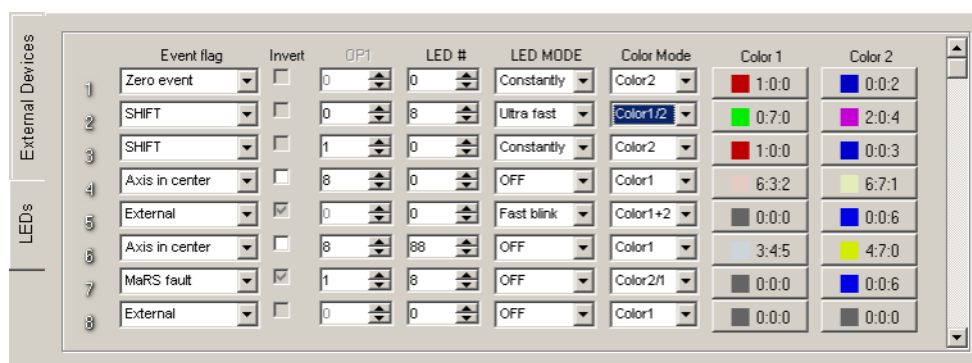 External Devices
LEDs
Event flag Invert OP1 LED # LED MODE Color Mode Color 1 Color 2
1 Zero event 0 0 Constantly Color2 1:0:0 0:0:2
2 SHIFT 0 8 Ultra fast Color1/2 0:7:0 2:0:4
3 SHIFT 1 0 Constantly Color2 1:0:0 0:0:3
4 Axis in center 8 0 OFF Color1 6:3:2 6:7:1
5 External 0 0 Fast blink Color1+2 0:0:0 0:0:6
6 Axis in center 8 88 OFF Color1 3:4:5 4:7:0
7 MaRS fault 1 8 OFF Color2/1 0:0:0 0:0:6
8 External 0 0 OFF Color1 0:0:0 0:0:0